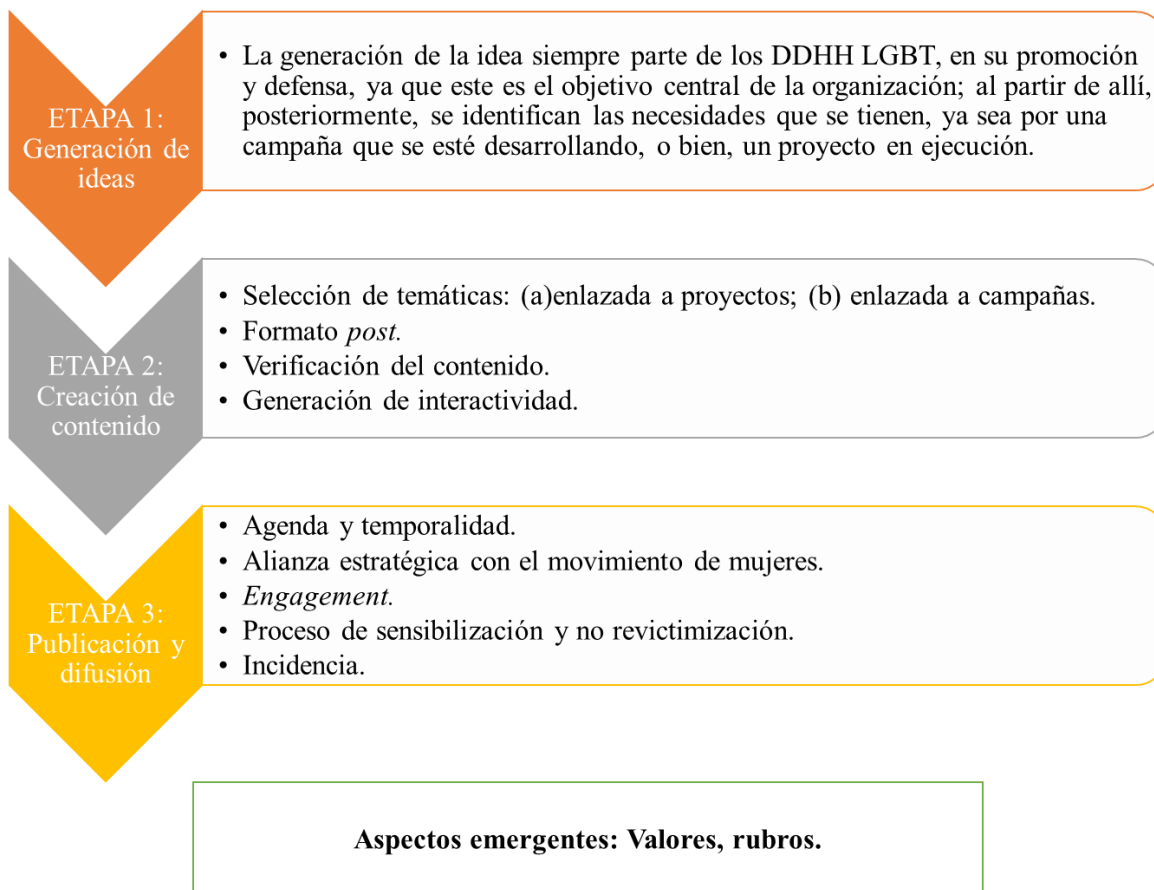 ETAPA 1:
Generación de
ideas
• La generación de la idea siempre parte de los DDHH LGBT, en su promoción
y defensa, ya que este es el objetivo central de la organización; al partir de allí,
posteriormente, se identifican las necesidades que se tienen, ya sea por una
campaña que se esté desarrollando, o bien, un proyecto en ejecución.
ETAPA 2:
Creación de
contenido
• Selección de temáticas: (a)enlazada a proyectos; (b) enlazada a campañas.
• Formato post.
• Verificación del contenido.
• Generación de interactividad.
ETAPA 3:
Publicación y
difusión
• Agenda y temporalidad.
• Alianza estratégica con el movimiento de mujeres.
• Engagement.
• Proceso de sensibilización y no revictimización.
• Incidencia.
Aspectos emergentes: Valores, rubros.